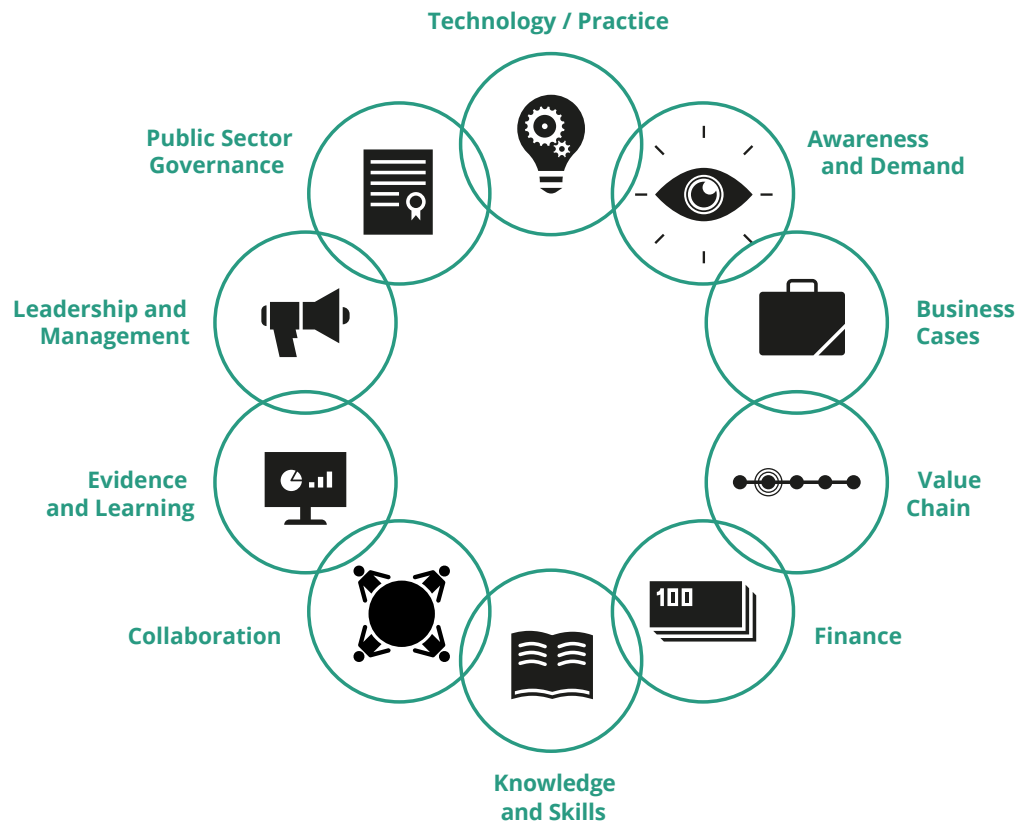 Technology / Practice
Public Sector
Governance
Awareness
and Demand
Leadership and
Management
Business
Cases
Evidence
and Learning
Value
Chain
100
Collaboration
Finance
Knowledge
and Skills